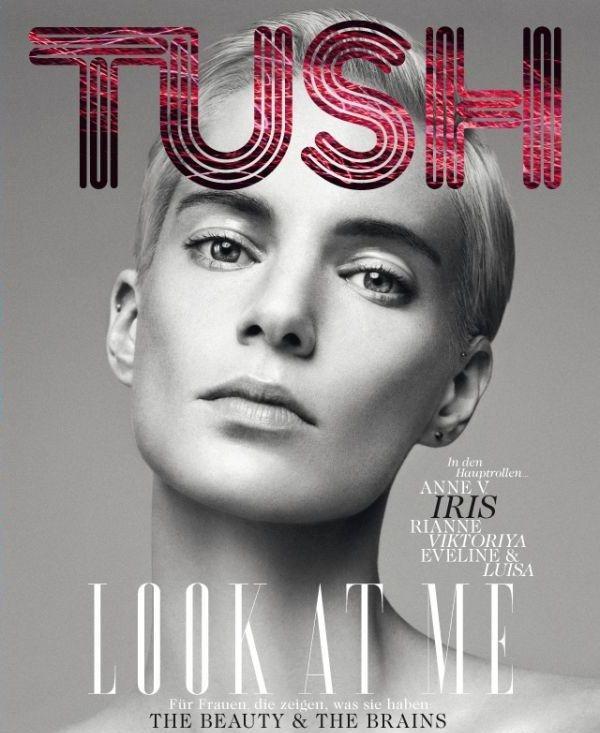 TUSH
In den
Hauptrollen...
ANNE V
IRIS
RIANNE
VIKTORIYA
EVELINE &
LUISA
LOOK AT ME
Für Frauen, die zeigen, was sie haben:
THE BEAUTY & THE BRAINS